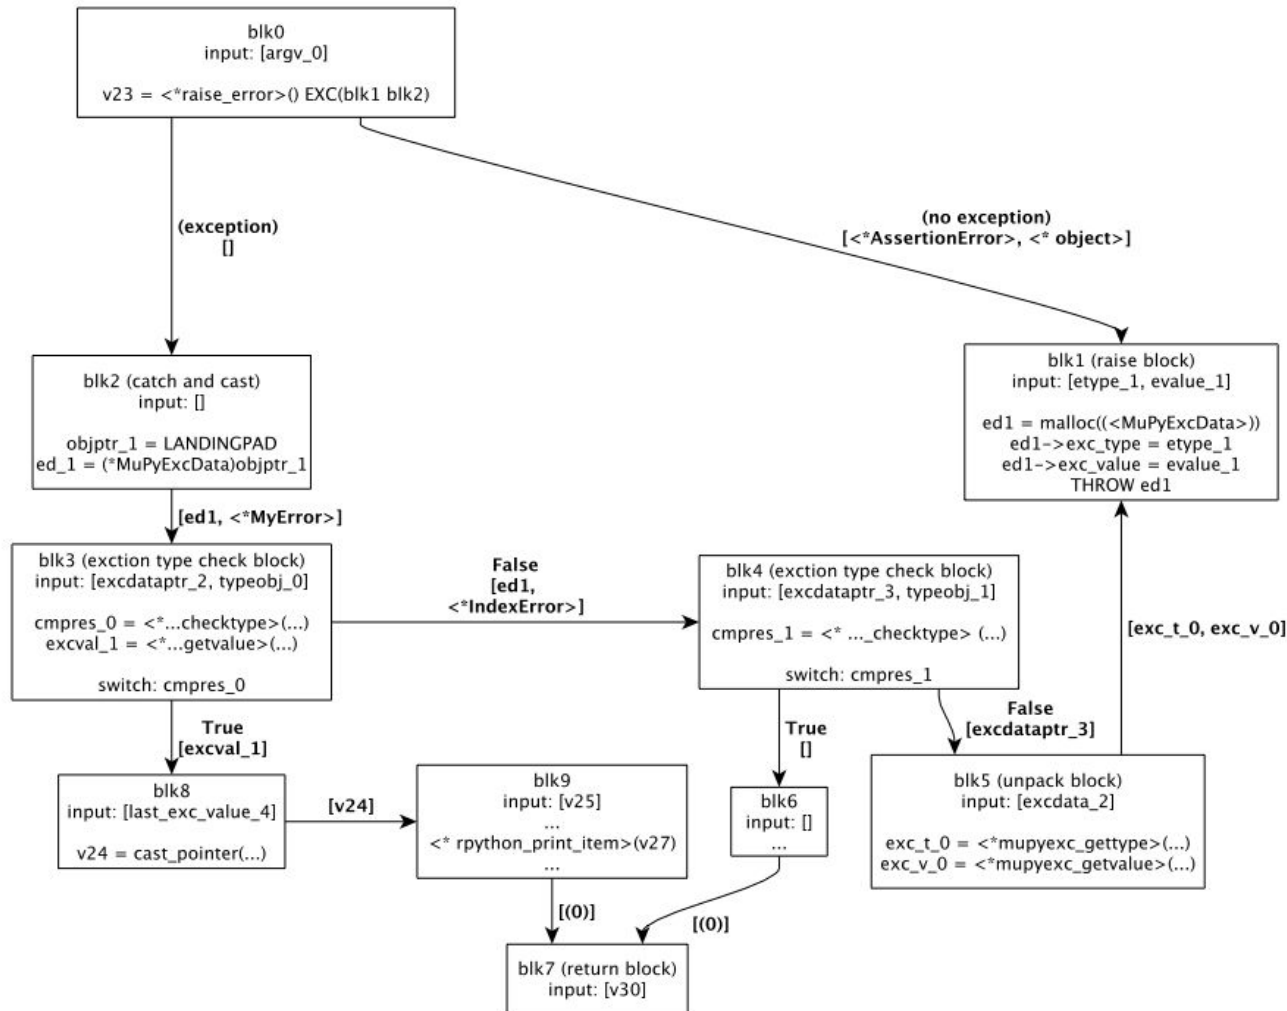 blk0
input: [argv_0]
v23 = <*raise_error>() EXC(blk1 blk2)
(exception)
[]
(no exception)
[<*AssertionError>, <* object>]
blk2 (catch and cast)
input: []
objptr_1 = LANDINGPAD
ed_1 = (*MuPyExcData)objptr_1
blk1 (raise block)
input: [etype_1, evalue_1]
ed1 = malloc((<MuPyExcData>))
ed1->exc_type = etype_1
ed1->exc_value = evalue_1
THROW ed1
[ed1, <*MyError>]
blk3 (exction type check block)
input: [excdataptr_2, typeobj_0]
cmpres_0 = <*...checktype>(...)
excval_1 = <*...getvalue>(...)
switch: cmpres_0
False
[ed1,
<*IndexError>]
blk4 (exction type check block)
input: [excdataptr_3, typeobj_1]
cmpres_1 = <* ..._checktype> (...)
switch: cmpres_1
[exc_t_0, exc_v_0]
True
[excval_1]
True
[]
False
[excdataptr_3]
blk8
input: [last_exc_value_4]
v24 = cast_pointer(...)
[v24]
blk9
input: [v25]
...
<* rpython_print_item>(v27)
...
blk6
input: []
...
blk5 (unpack block)
input: [excdata_2]
exc_t_0 = <*mupyexc_gettype>(...)
exc_v_0 = <*mupyexc_getvalue>(...)
[(0)]
[(0)]
blk7 (return block)
input: [v30]